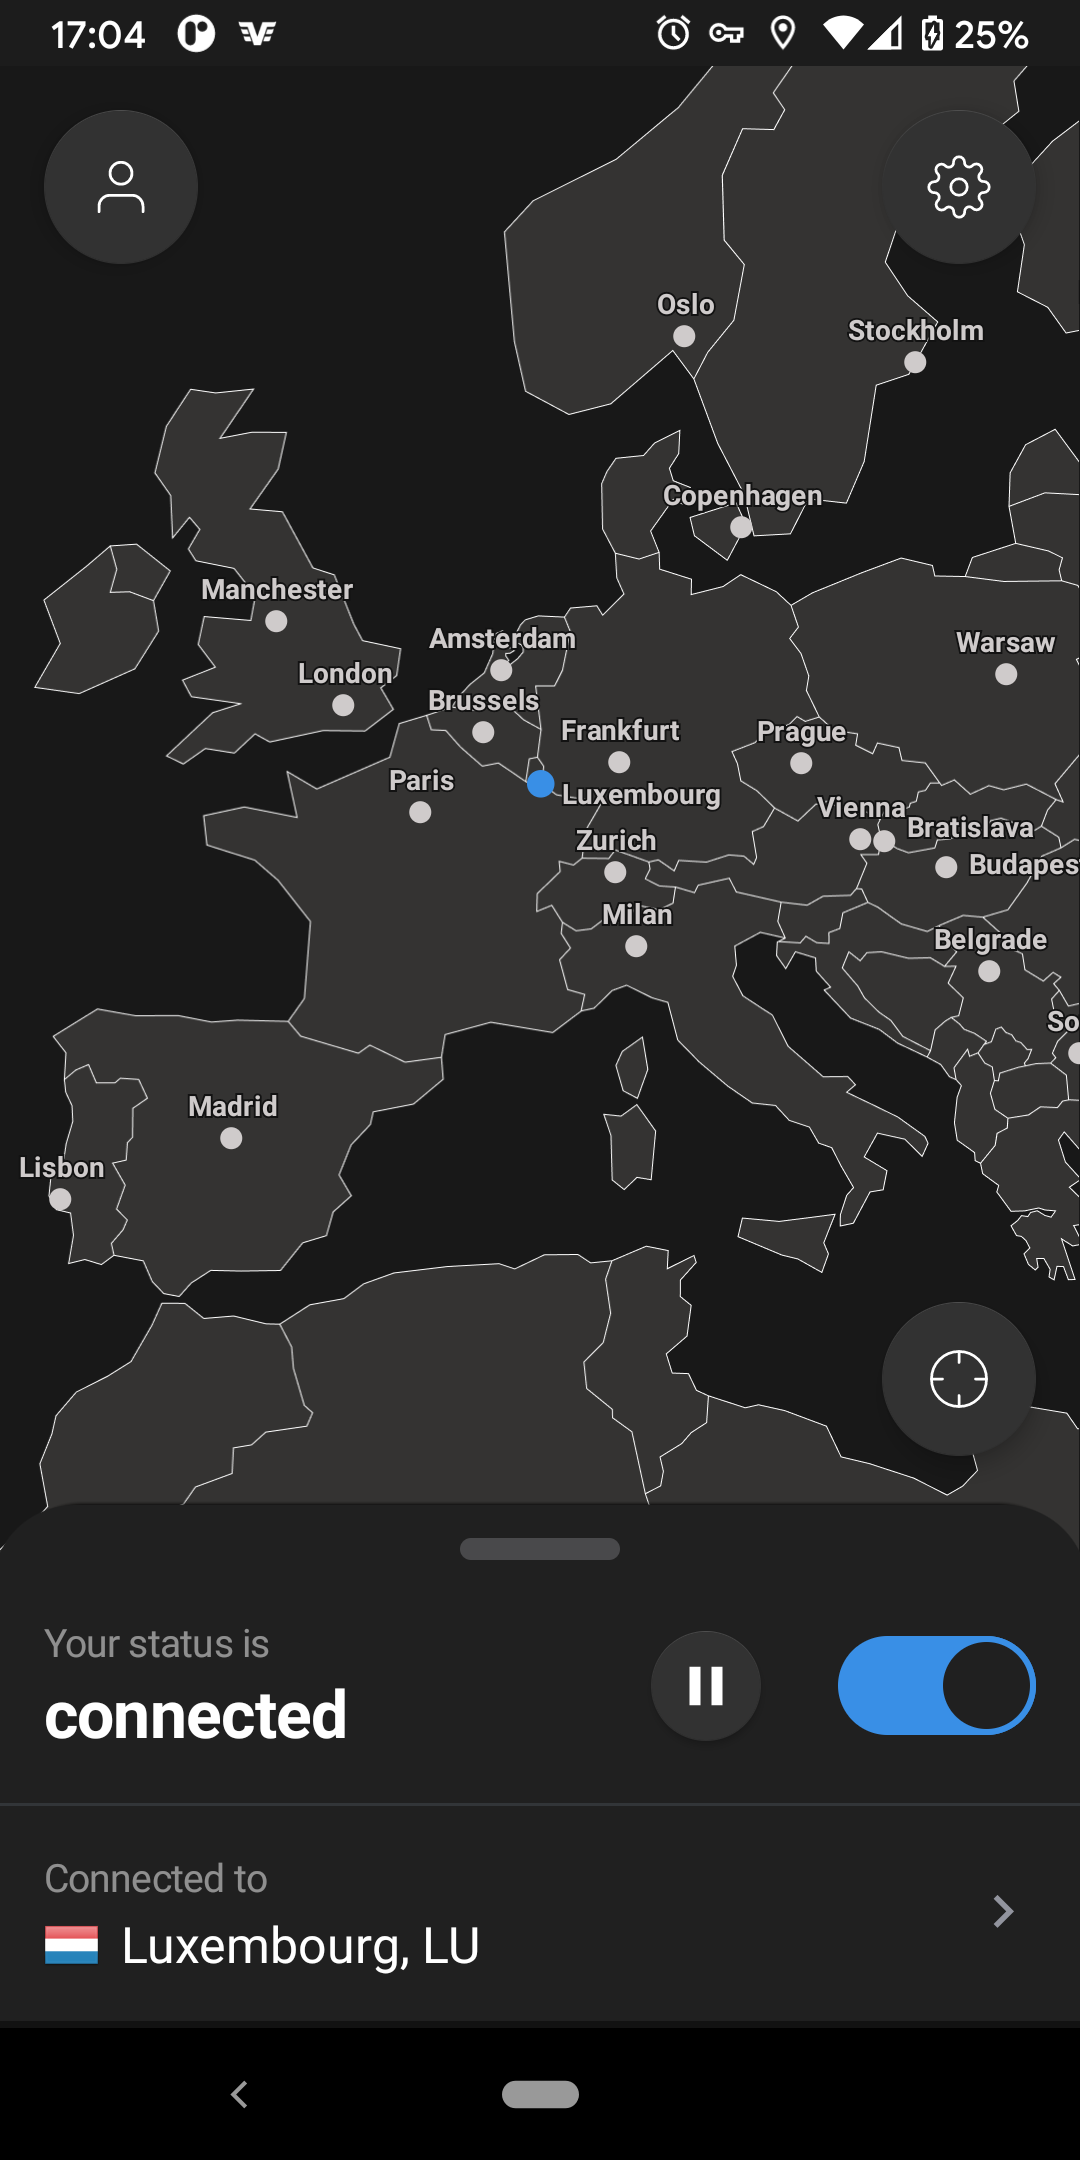 17:04
25%
Oslo
Stockholm
Copenhagen
Manchester
Amsterdam
Warsaw
London
Brussels
Frankfurt
Prague
Paris
Luxembourg
Vienna
Bratislava
Zurich
Budapes
Milan
Belgrade
So
Madrid
Lisbon
Your status is
connected
Connected to
Luxembourg, LU